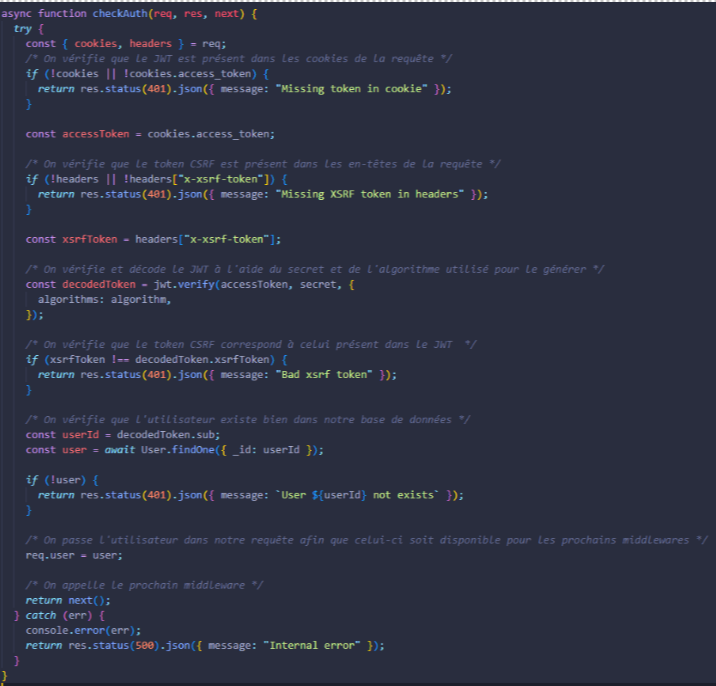 async function checkAuth(req, res, next) {
try {
const { cookies, headers } = req;
/* On vérifie que le JWT est présent dans les cookies de la requête */
if (!cookies || !cookies.access_token) {
return res.status(401).json({ message: "Missing token in cookie" });
}
const accessToken = cookies.access_token;
/* On vérifie que le token CSRF est présent dans les en-têtes de la requête */
if (!headers || !headers["x-xsrf-token"]) {
return res.status(401).json({ message: "Missing XSRF token in headers" });
}
const xsrfToken = headers["x-xsrf-token"];
/* On vérifie et décode le JWT à l'aide du secret et de l'algorithme utilisé pour le générer */
const decodedToken = jwt.verify(accessToken, secret, {
algorithms: algorithm,
});
/* On vérifie que le token CSRF correspond à celui présent dans le JWT  */
if (xsrfToken !== decodedToken.xsrfToken) {
return res.status(401).json({ message: "Bad xsrf token" });
}
/* On vérifie que l'utilisateur existe bien dans notre base de données */
const userId = decodedToken.sub;
const user = await User.findOne({ _id: userId });
if (!user) {
return res.status(401).json({ message: `User ${userId} not exists` });
}
/* On passe l'utilisateur dans notre requête afin que celui-ci soit disponible pour les prochains middlewares */
req.user = user;
/* On appelle le prochain middleware */
return next();
} catch (err) {
console.error(err);
return res.status(500).json({ message: "Internal error" });
}
}